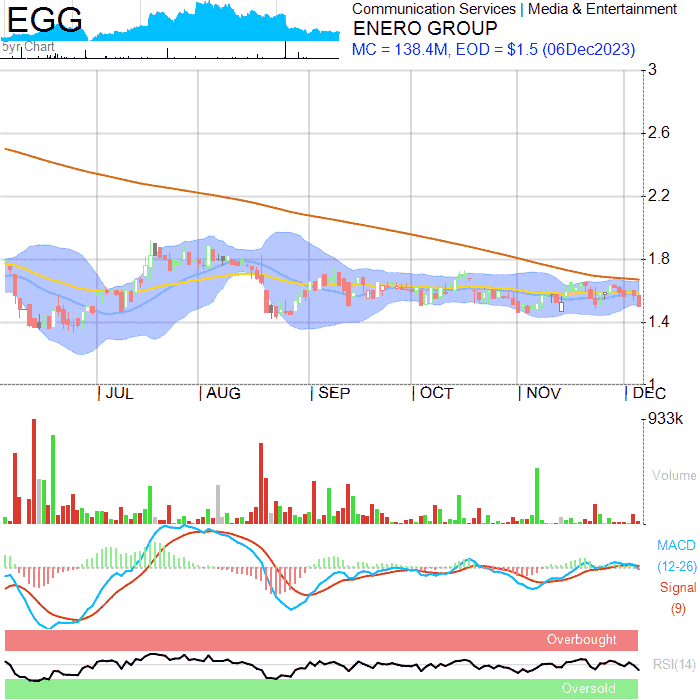 EGG
5yr Chart
Communication Services | Media & Entertainment
ENERO GROUP
MC = 138.4M, EOD = $1.5 (06Dec2023)
3
2.6
2.2
1.8
1.4
1
JUL
AUG
SEP
OCT
NOV
DEC
933k
Volume
MACD
(12-26)
Signal
(9)
Overbought
RSI(14)
Oversold